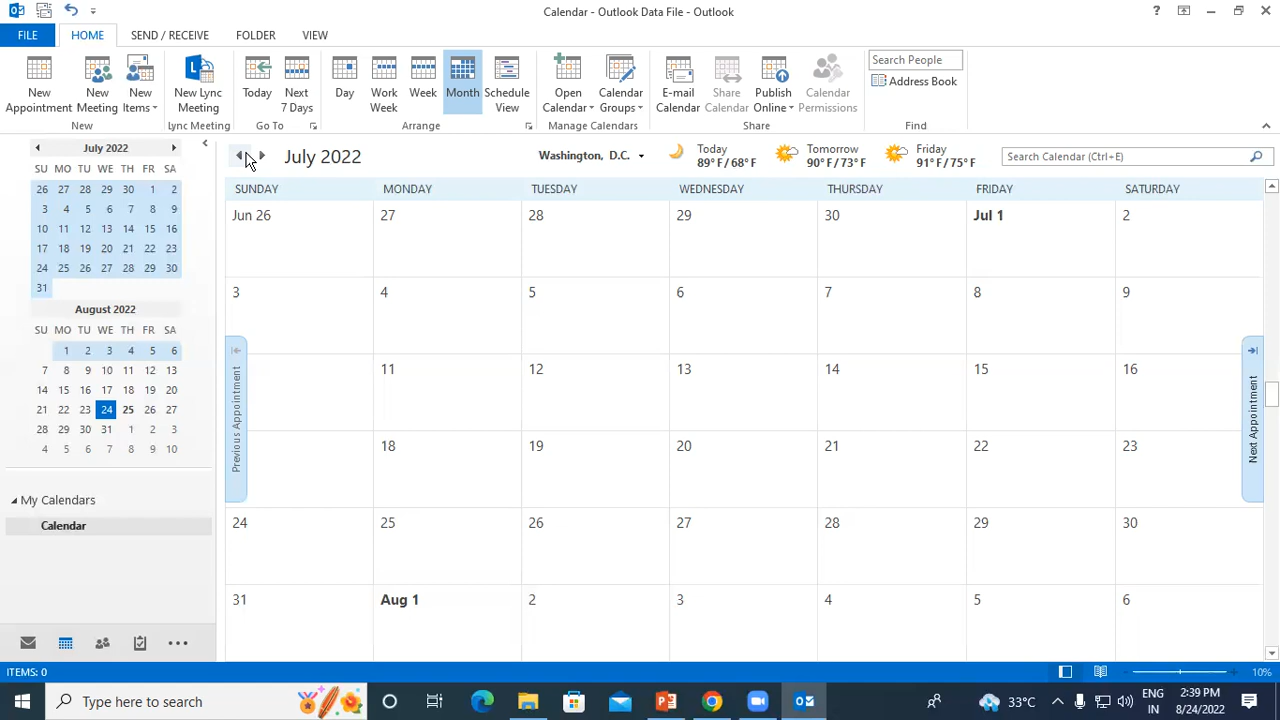 Calendar - Outlook Data File - Outlook
FILE HOME SEND / RECEIVE FOLDER VIEW
New Appointment
New Meeting
New Items
New
New Lync Meeting
Lync Meeting
Today
Next 7 Days
Go To
Day
Work Week
Week
Month
Schedule View
Arrange
Open Calendar
Calendar Groups
Manage Calendars
E-mail Calendar
Share Calendar
Publish Online
Calendar Permissions
Share
Search People
Address Book
Find
July 2022
SU MO TU WE TH FR SA
26 27 28 29 30 1 2
3 4 5 6 7 8 9
10 11 12 13 14 15 16
17 18 19 20 21 22 23
24 25 26 27 28 29 30
31
August 2022
SU MO TU WE TH FR SA
1 2 3 4 5 6
7 8 9 10 11 12 13
14 15 16 17 18 19 20
21 22 23 24 25 26 27
28 29 30 31 1 2 3
4 5 6 7 8 9 10
My Calendars
Calendar
July 2022
Washington, D.C.
Today
89°F / 68°F
Tomorrow
90°F / 73°F
Friday
91°F / 75°F
Search Calendar (Ctrl+E)
SUNDAY MONDAY TUESDAY WEDNESDAY THURSDAY FRIDAY SATURDAY
Jun 26 27 28 29 30 Jul 1 2
3 4 5 6 7 8 9
11 12 13 14 15 16
18 19 20 21 22 23
24 25 26 27 28 29 30
31 Aug 1 2 3 4 5 6
Previous Appointment
Next Appointment
ITEMS: 0
10%
Type here to search
33°C
ENG
IN
2:39 PM
8/24/2022